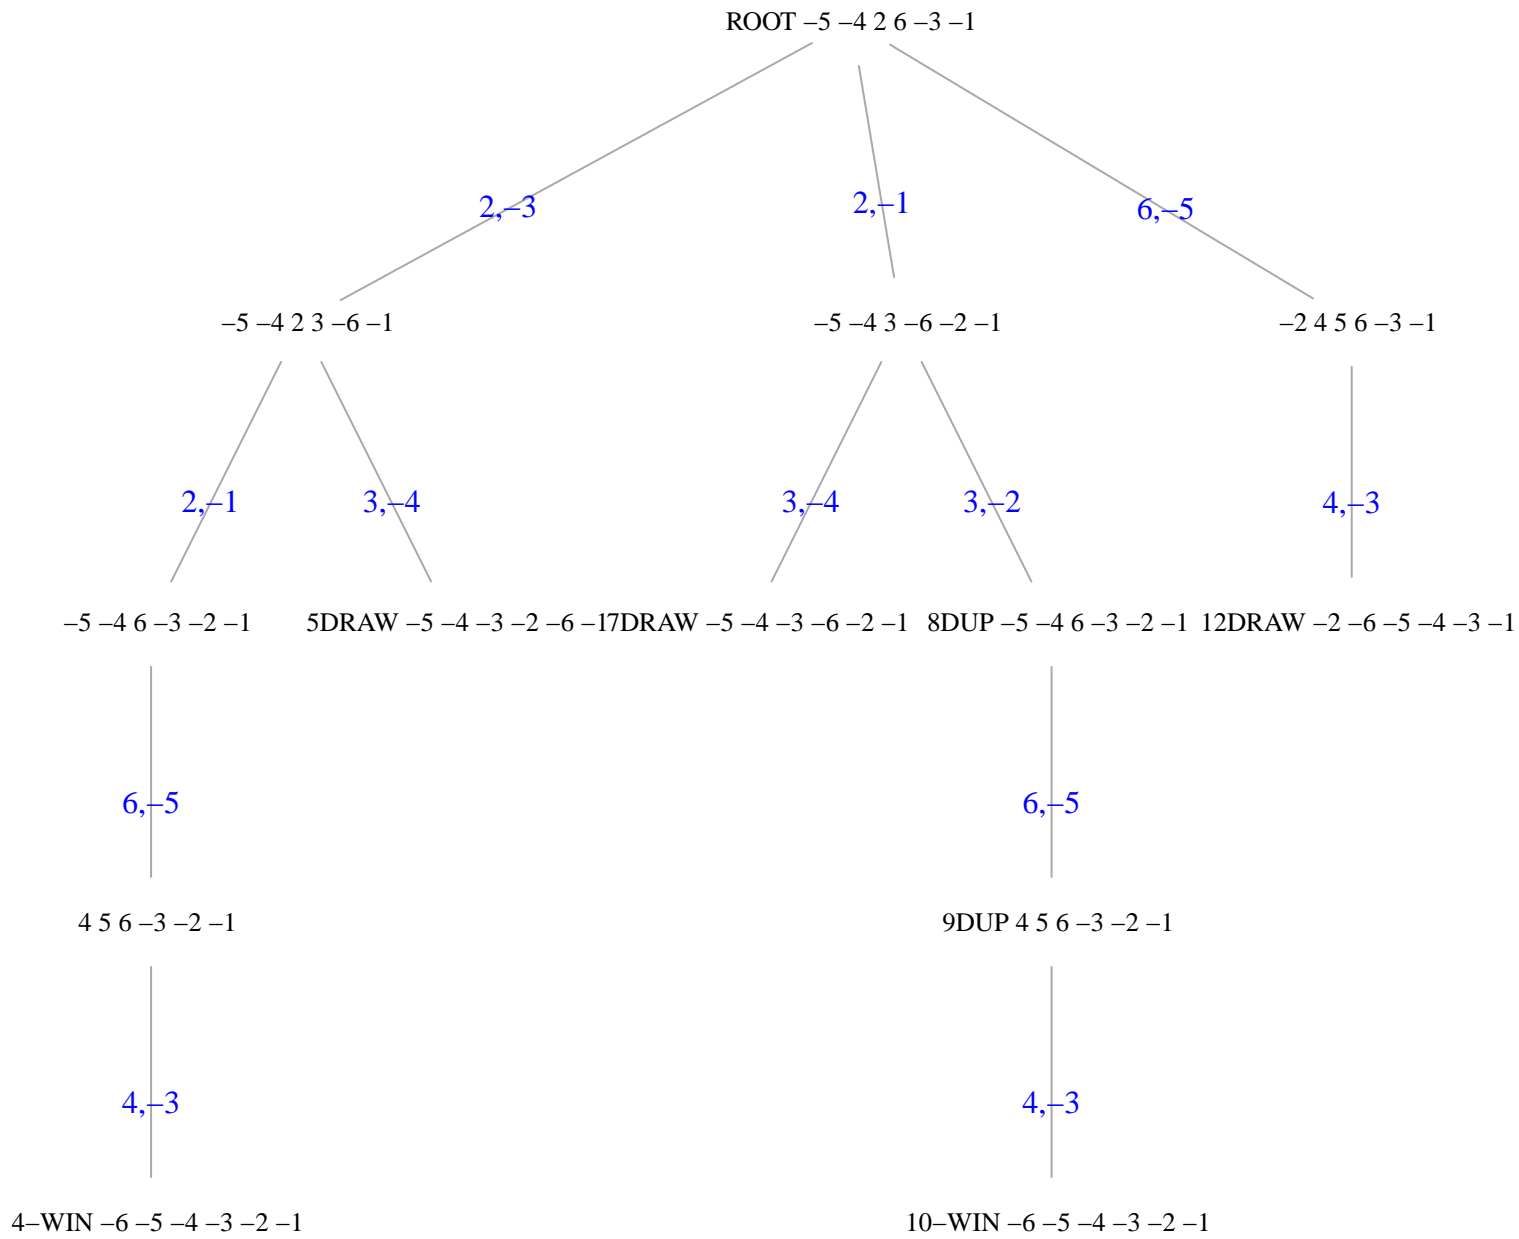 ROOT –5 –4 2 6 –3 –1
2,–3
2,–1
6,–5
–5 –4 2 3 –6 –1
–5 –4 3 –6 –2 –1
–2 4 5 6 –3 –1
2,–1
3,–4
3,–4
3,–2
4,–3
–5 –4 6 –3 –2 –1
5DRAW –5 –4 –3 –2 –6 –1
7DRAW –5 –4 –3 –6 –2 –1
8DUP –5 –4 6 –3 –2 –1
12DRAW –2 –6 –5 –4 –3 –1
6,–5
6,–5
4 5 6 –3 –2 –1
9DUP 4 5 6 –3 –2 –1
4,–3
4,–3
4–WIN –6 –5 –4 –3 –2 –1
10–WIN –6 –5 –4 –3 –2 –1